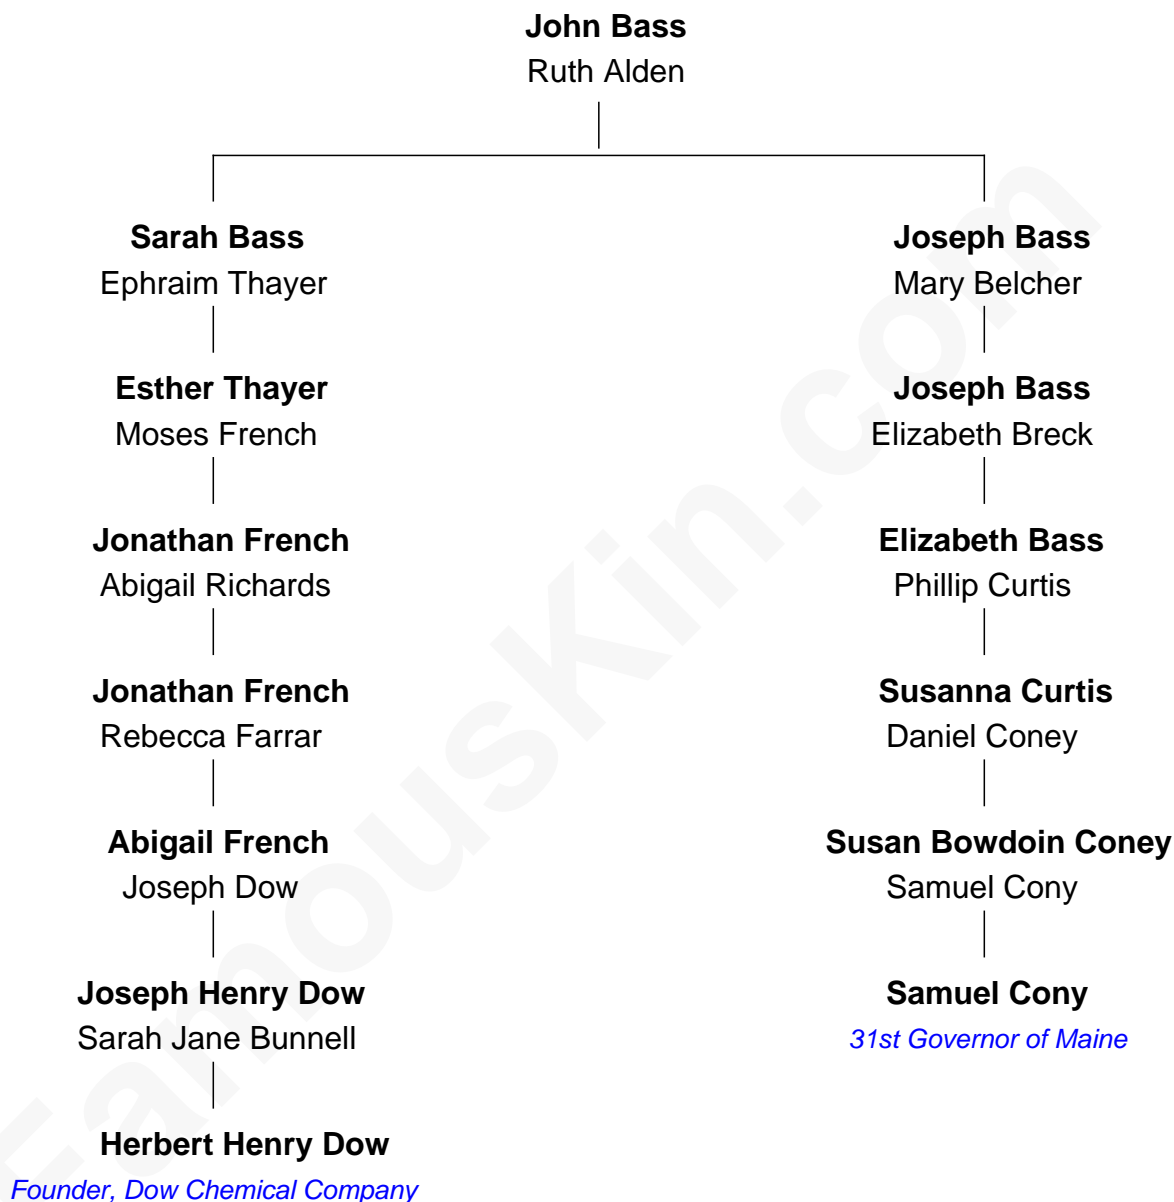 John Bass
Ruth Alden
Sarah Bass
Ephraim Thayer
Joseph Bass
Mary Belcher
Esther Thayer
Moses French
Joseph Bass
Elizabeth Breck
Jonathan French
Abigail Richards
Elizabeth Bass
Phillip Curtis
Jonathan French
Rebecca Farrar
Susanna Curtis
Daniel Coney
Abigail French
Joseph Dow
Susan Bowdoin Coney
Samuel Cony
Joseph Henry Dow
Sarah Jane Bunnell
Samuel Cony
31st Governor of Maine
Herbert Henry Dow
Founder, Dow Chemical Company
FamousKin.com